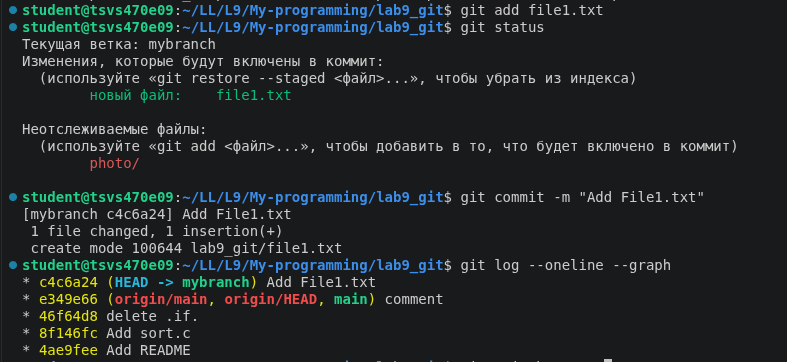 student@tsvs470e09:~/LL/L9/My-programming/lab9_git$ git add file1.txt
student@tsvs470e09:~/LL/L9/My-programming/lab9_git$ git status
Текущая ветка: mybranch
Изменения, которые будут включены в коммит:
  (используйте «git restore --staged <файл>...», чтобы убрать из индекса)
        новый файл:    file1.txt

Неотслеживаемые файлы:
  (используйте «git add <файл>...», чтобы добавить в то, что будет включено в коммит)
        photo/

student@tsvs470e09:~/LL/L9/My-programming/lab9_git$ git commit -m "Add File1.txt"
[mybranch c4c6a24] Add File1.txt
 1 file changed, 1 insertion(+)
 create mode 100644 lab9_git/file1.txt
student@tsvs470e09:~/LL/L9/My-programming/lab9_git$ git log --oneline --graph
* c4c6a24 (HEAD -> mybranch) Add File1.txt
* e349e66 (origin/main, origin/HEAD, main) comment
* 46f64d8 delete .if.
* 8f146fc Add sort.c
* 4ae9fee Add README